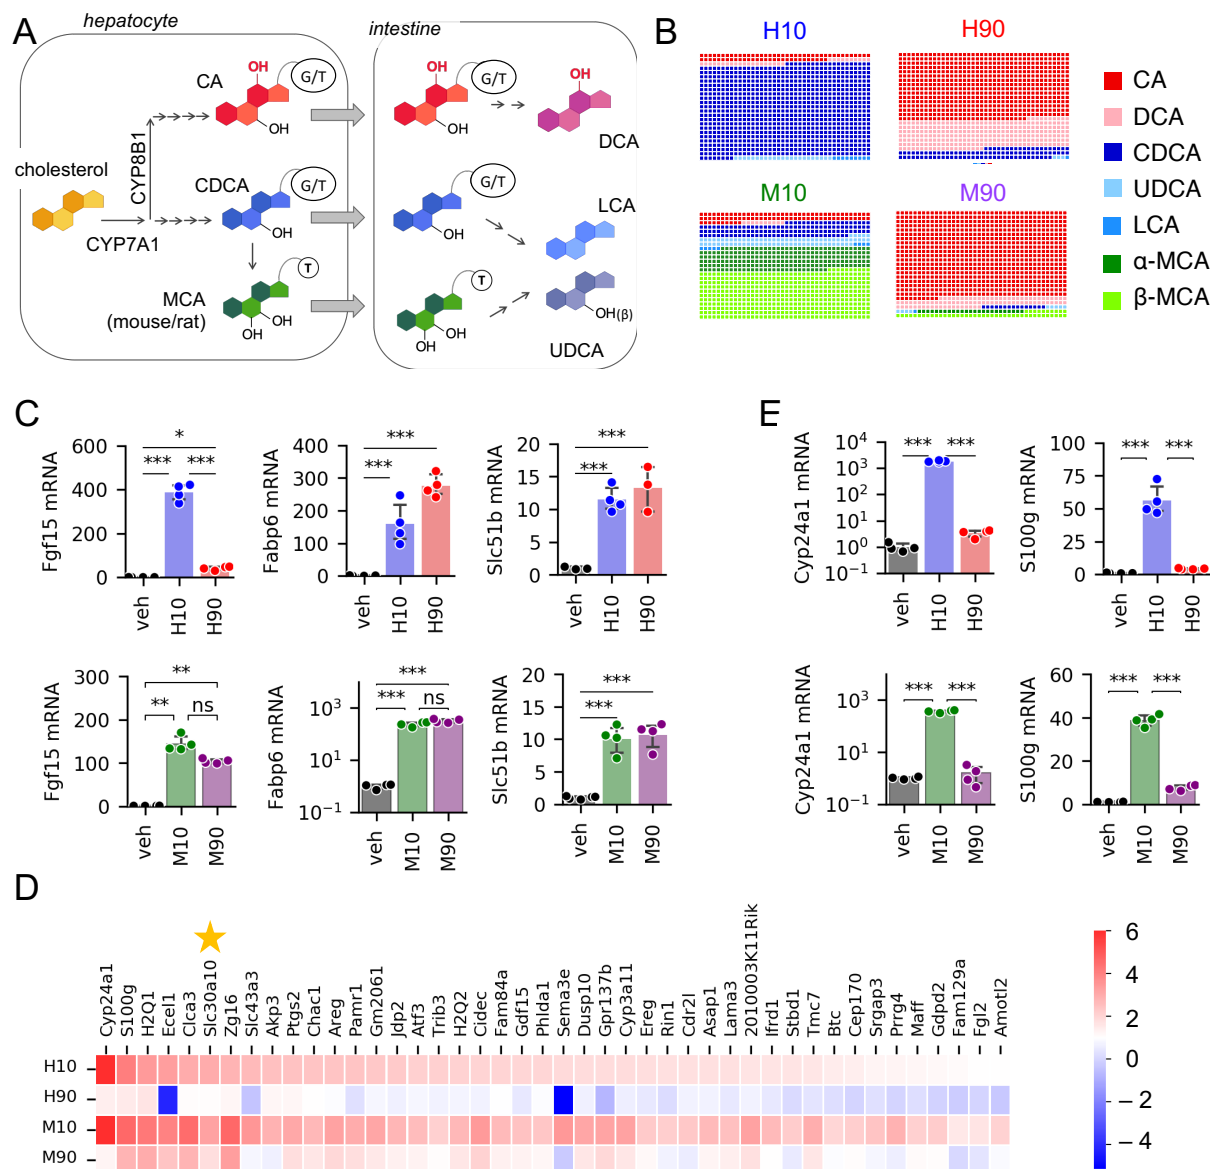 A
hepatocyte
intestine
CA
OH
G/T
OH
OH
G/T
OH
OH
DCA
cholesterol
CYP8B1
CYP7A1
CDCA
G/T
OH
G/T
OH
LCA
MCA
(mouse/rat)
T
OH
OH
T
OH
OH
OH(β)
UDCA
B
H10
H90
M10
M90
CA
DCA
CDCA
UDCA
LCA
α-MCA
β-MCA
C
Fgf15 mRNA
600
400
200
0
*
*** ***
veh
H10
H90
Fabp6 mRNA
400
300
200
100
0
***
***
veh
H10
H90
Slc51b mRNA
20
15
10
5
0
***
***
veh
H10
H90
Fgf15 mRNA
300
200
100
0
**
** ns
veh
M10
M90
Fabp6 mRNA
10³
10¹
10⁻¹
***
*** ns
veh
M10
M90
Slc51b mRNA
20
15
10
5
0
***
***
veh
M10
M90
E
Cyp24a1 mRNA
10⁴
10³
10²
10¹
10⁰
10⁻¹
*** ***
veh
H10
H90
S100g mRNA
100
75
50
25
0
*** ***
veh
H10
H90
Cyp24a1 mRNA
10³
10¹
10⁻¹
*** ***
veh
M10
M90
S100g mRNA
60
40
20
0
*** ***
veh
M10
M90
D
Cyp24a1
S100g
H2Q1
Ecel1
Clca3
Slc30a10
Zg16
Slc43a3
Akp3
Ptgs2
Chac1
Areg
Pamr1
Gm2061
Jdp2
Atf3
Trib3
H2Q2
Cidec
Fam84a
Gdf15
Phlda1
Sema3e
Dusp10
Gpr137b
Cyp3a11
Ereg
Rin1
Cdr2l
Asap1
Lama3
2010003K11Rik
Ifrd1
Stbd1
Tmc7
Btc
Cep170
Srgap3
Prrg4
Maff
Gdpd2
Fam129a
Fgl2
Amotl2
H10
H90
M10
M90
6
4
2
0
−2
−4